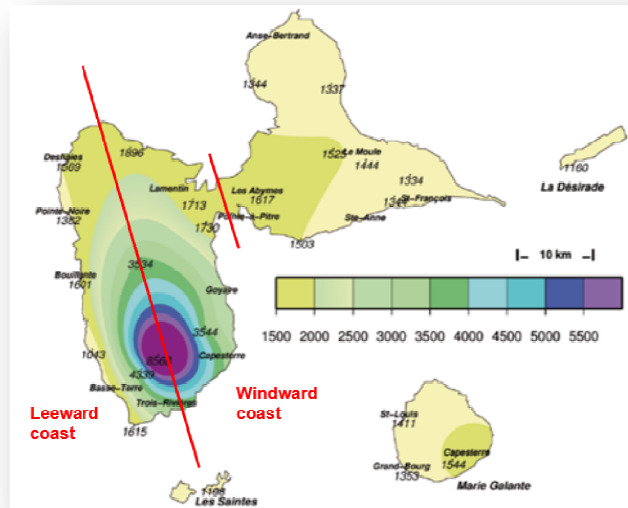 Anse-Bertrand
1344
1337
1896
Deshaies
1569
1525
Le Moule
1444
1160
La Désirade
Lamentin
Les Abymes
1617
1334
St-François
1713
Pointe-Noire
1382
Pointe-à-Pitre
Ste-Anne
1730
1503
10 km
3534
Bouillante
1601
Goyave
1500 2000 2500 3000 3500 4000 4500 5000 5500
3544
1043
Capesterre
4339
Basse-Terre
Trois-Rivières
Windward
coast
Leeward
coast
1615
St-Louis
1411
Capesterre
1544
Grand-Bourg
1353
Marie Galante
Les Saintes